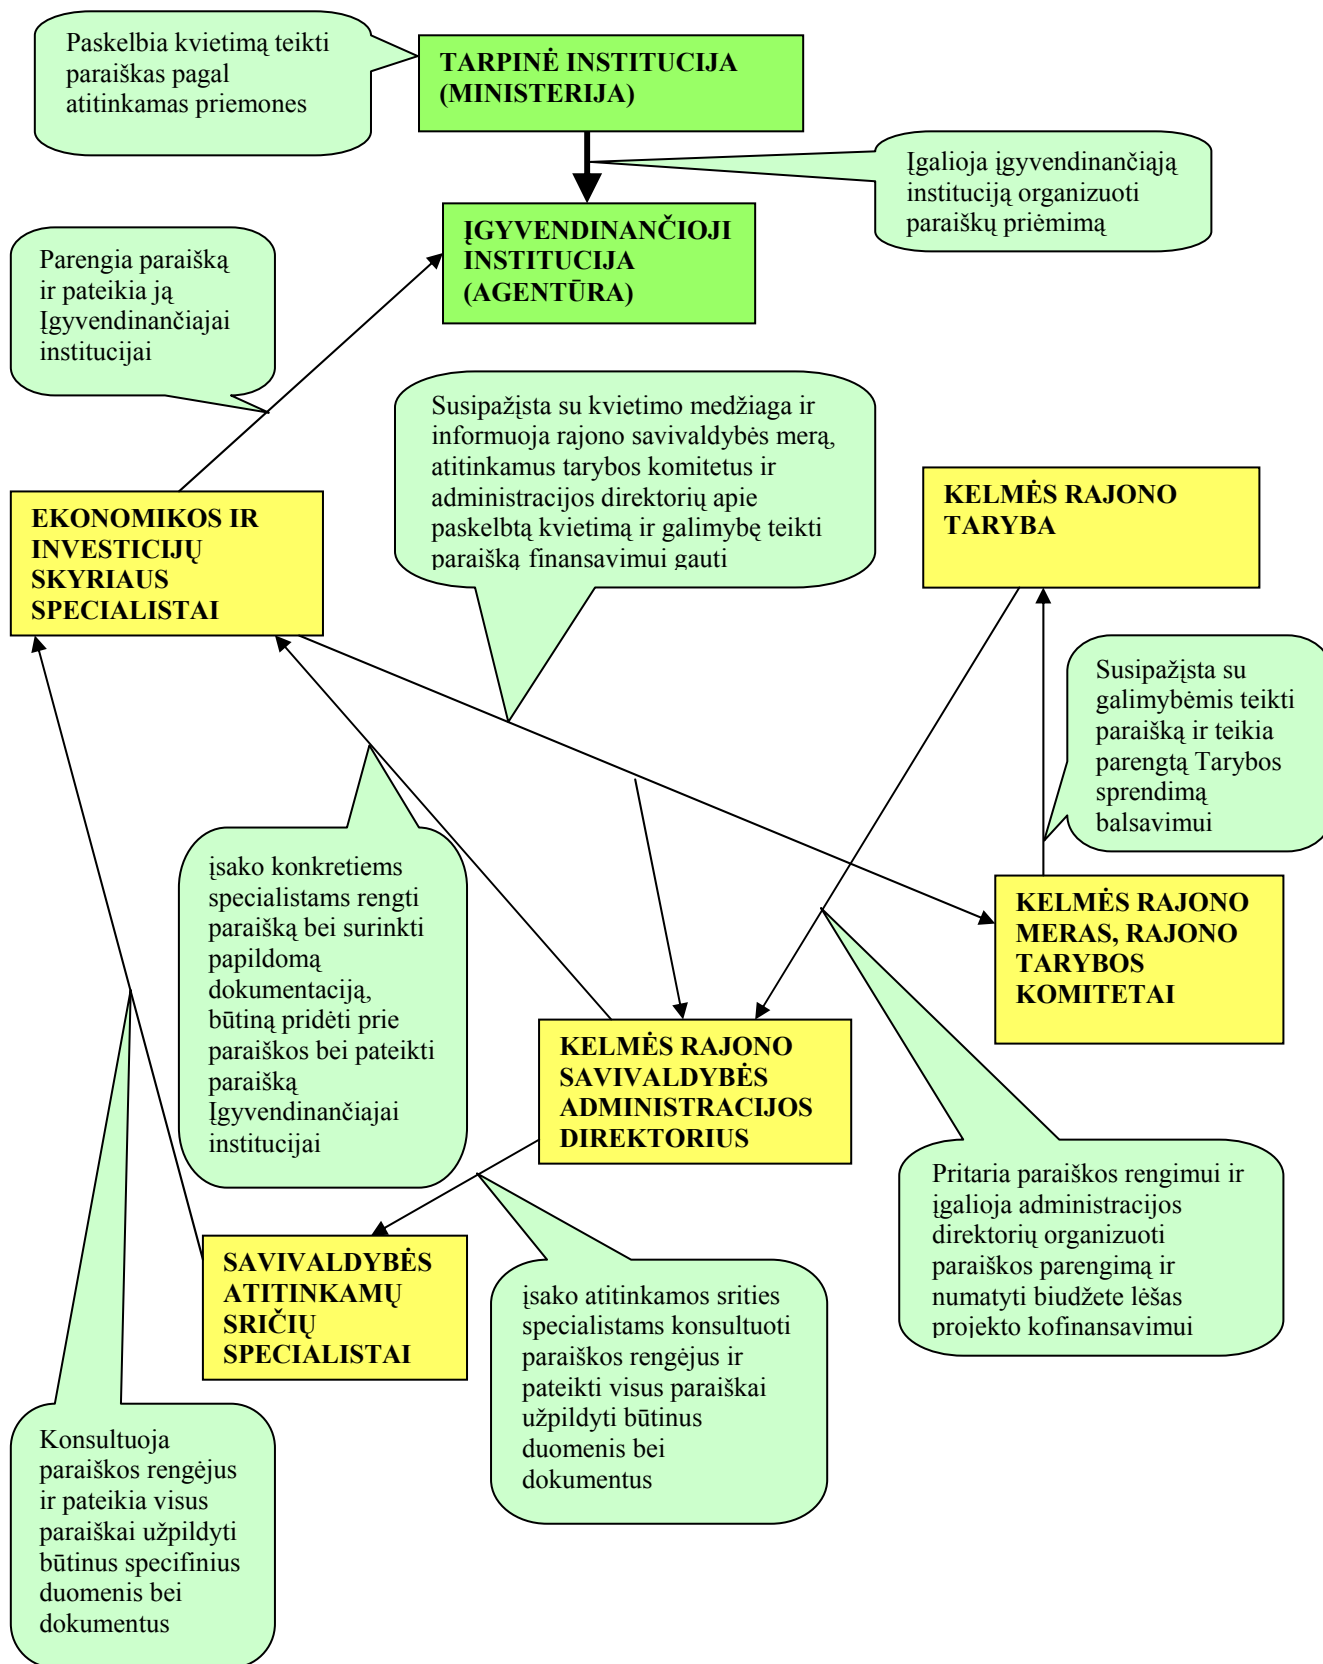 Paskelbia kvietimą teikti
paraiškas pagal
atitinkamas priemones
TARPINĖ INSTITUCIJA
(MINISTERIJA)
Įgalioja įgyvendinančiąją
instituciją organizuoti
paraiškų priėmimą
ĮGYVENDINANČIOJI
INSTITUCIJA
(AGENTŪRA)
Parengia paraišką
ir pateikia ją
Įgyvendinančiajai
institucijai
Susipažįsta su kvietimo medžiaga ir
informuoja rajono savivaldybės merą,
atitinkamus tarybos komitetus ir
administracijos direktorių apie
paskelbtą kvietimą ir galimybę teikti
paraišką finansavimui gauti
KELMĖS RAJONO
TARYBA
EKONOMIKOS IR
INVESTICIJŲ
SKYRIAUS
SPECIALISTAI
Susipažįsta su
galimybėmis teikti
paraišką ir teikia
parengtą Tarybos
sprendimą
balsavimui
įsako konkretiems
specialistams rengti
paraišką bei surinkti
papildomą
dokumentaciją,
būtiną pridėti prie
paraiškos bei pateikti
paraišką
Įgyvendinančiajai
institucijai
KELMĖS RAJONO
MERAS, RAJONO
TARYBOS
KOMITETAI
KELMĖS RAJONO
SAVIVALDYBĖS
ADMINISTRACIJOS
DIREKTORIUS
Pritaria paraiškos rengimui ir
įgalioja administracijos
direktorių organizuoti
paraiškos parengimą ir
numatyti biudžete lėšas
projekto kofinansavimui
SAVIVALDYBĖS
ATITINKAMŲ
SRIČIŲ
SPECIALISTAI
įsako atitinkamos srities
specialistams konsultuoti
paraiškos rengėjus ir
pateikti visus paraiškai
užpildyti būtinus
duomenis bei
dokumentus
Konsultuoja
paraiškos rengėjus
ir pateikia visus
paraiškai užpildyti
būtinus specifinius
duomenis bei
dokumentus